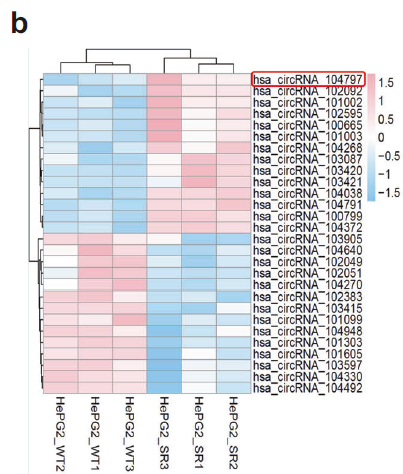 b
hsa_circRNA_104797
hsa_circRNA_102092
hsa_circRNA_101002
hsa_circRNA_102595
hsa_circRNA_100665
hsa_circRNA_101003
hsa_circRNA_104268
hsa_circRNA_103087
hsa_circRNA_103420
hsa_circRNA_103421
hsa_circRNA_104038
hsa_circRNA_104791
hsa_circRNA_100799
hsa_circRNA_104372
hsa_circRNA_103905
hsa_circRNA_104640
hsa_circRNA_102049
hsa_circRNA_102051
hsa_circRNA_104270
hsa_circRNA_102383
hsa_circRNA_103415
hsa_circRNA_101099
hsa_circRNA_104948
hsa_circRNA_101303
hsa_circRNA_101605
hsa_circRNA_103597
hsa_circRNA_104330
hsa_circRNA_104492
1.5
1
0.5
0
−0.5
−1
−1.5
HePG2_WT2
HePG2_WT1
HePG2_WT3
HePG2_SR3
HePG2_SR1
HePG2_SR2